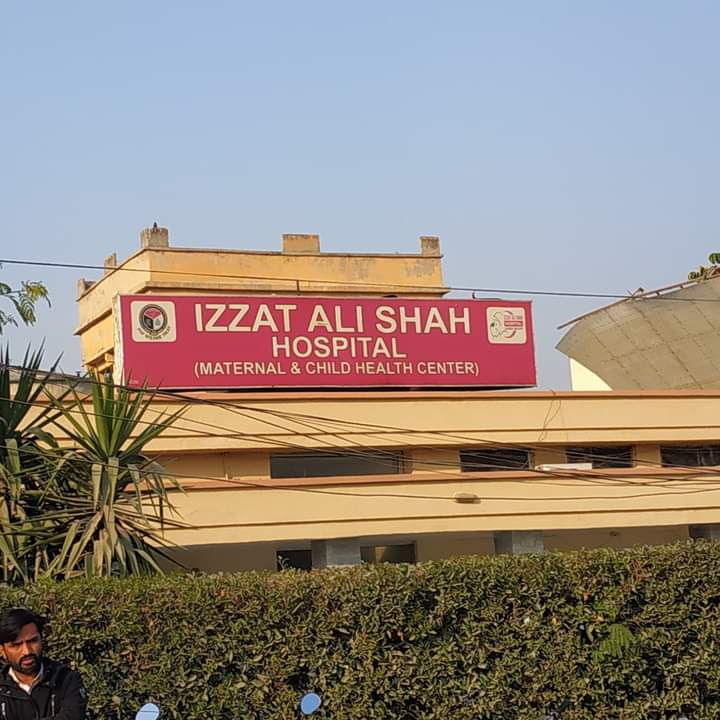 IZZAT ALI SHAH
HOSPITAL
(MATERNAL & CHILD HEALTH CENTER)